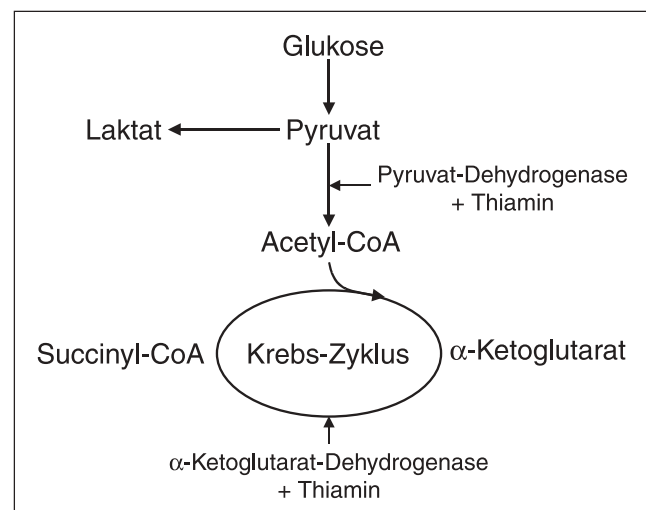 Glukose
Laktat
Pyruvat
Pyruvat-Dehydrogenase
+ Thiamin
Acetyl-CoA
Succinyl-CoA
Krebs-Zyklus
α-Ketoglutarat
α-Ketoglutarat-Dehydrogenase
+ Thiamin